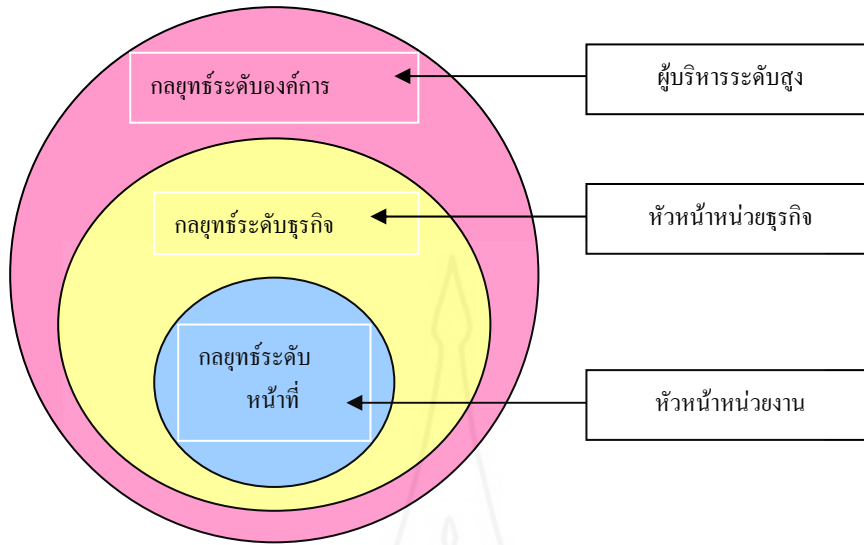 กลยุทธ์ระดับองค์การ
ผู้บริหารระดับสูง
กลยุทธ์ระดับธุรกิจ
หัวหน้าหน่วยธุรกิจ
กลยุทธ์ระดับ
หน้าที่
หัวหน้าหน่วยงาน